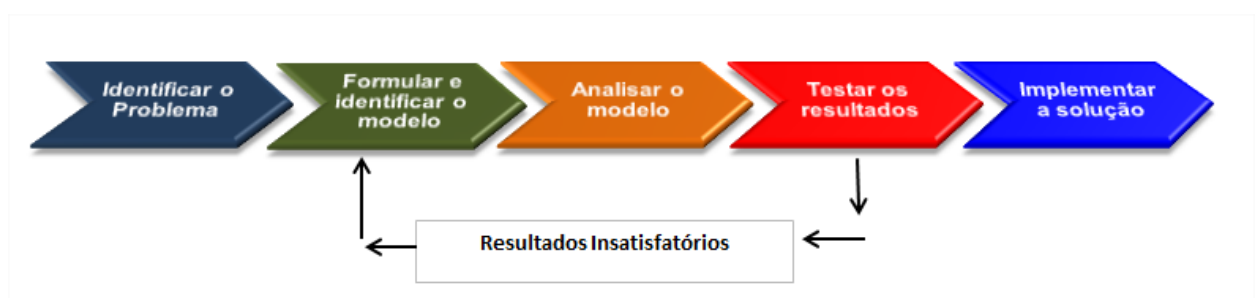 Identificar o
Problema
Formular e
identificar o
modelo
Analisar o
modelo
Testar os
resultados
Implementar
a solução
Resultados Insatisfatórios